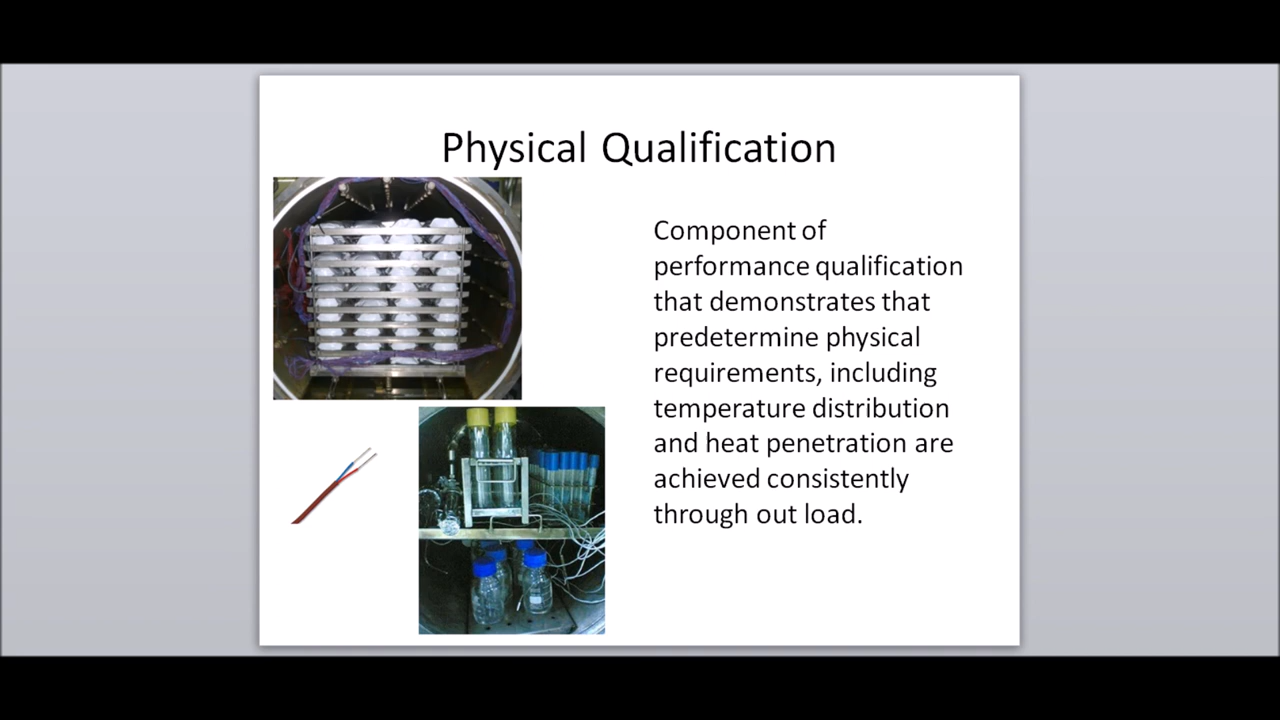 Physical Qualification
Component of
performance qualification
that demonstrates that
predetermine physical
requirements, including
temperature distribution
and heat penetration are
achieved consistently
through out load.